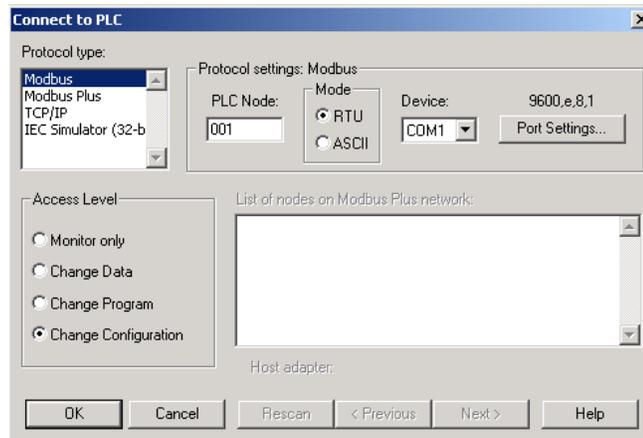 Connect to PLC
Protocol type:
Modbus
Modbus Plus
TCP/IP
IEC Simulator (32-b
Protocol settings: Modbus
PLC Node:
001
Mode
RTU
ASCII
Device:
COM1
9600,e,8,1
Port Settings...
Access Level
Monitor only
Change Data
Change Program
Change Configuration
List of nodes on Modbus Plus network:
Host adapter:
OK
Cancel
Rescan
< Previous
Next >
Help